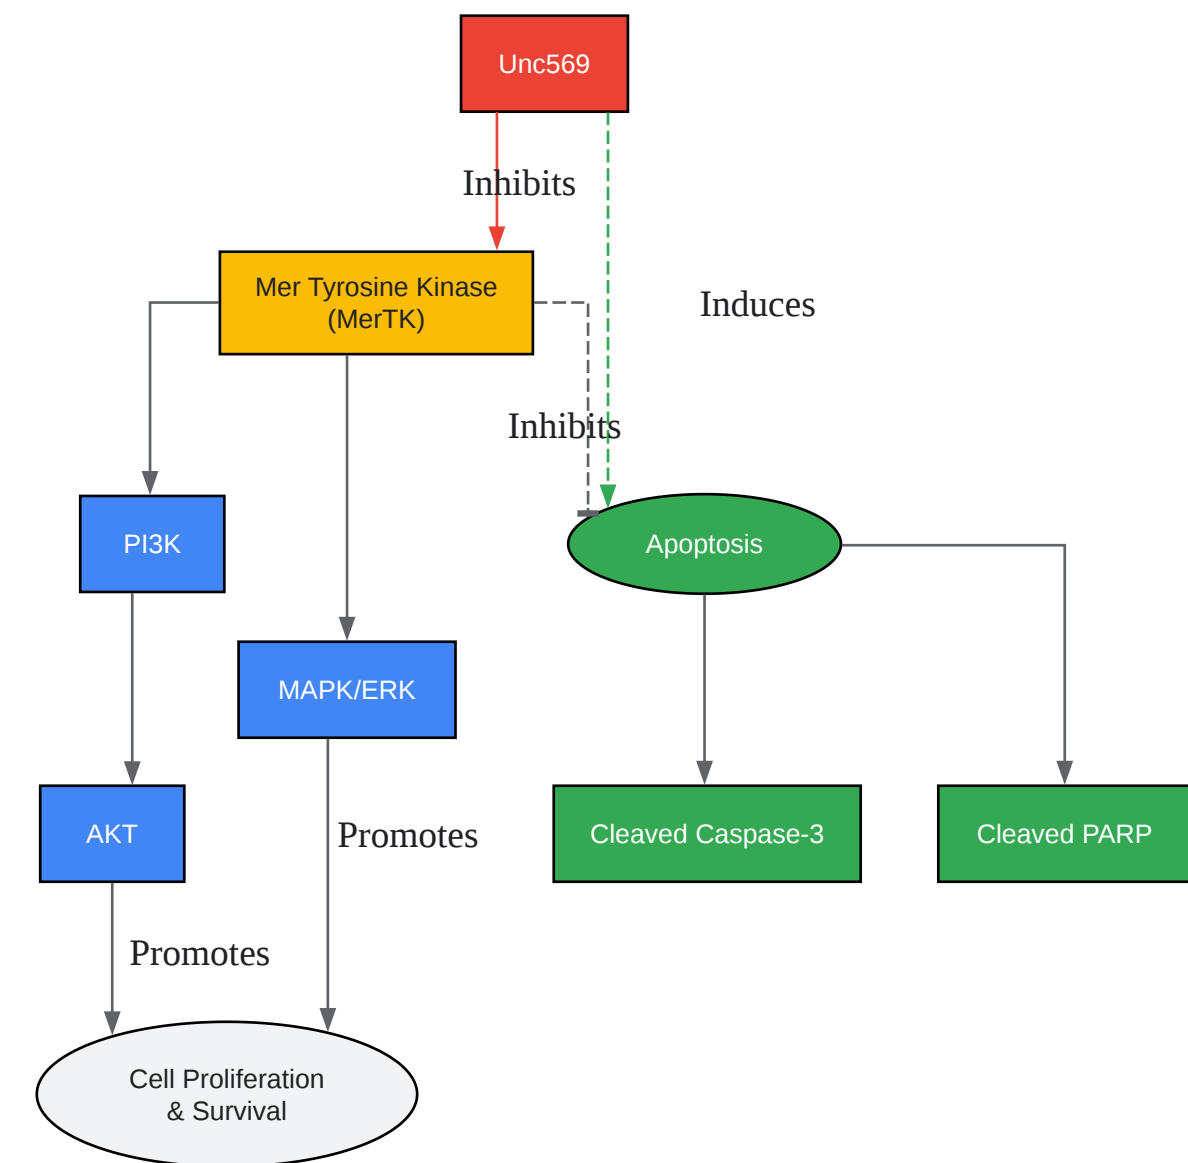 Unc569
Inhibits
Mer Tyrosine Kinase
(MerTK)
Induces
Inhibits
PI3K
Apoptosis
MAPK/ERK
AKT
Promotes
Cleaved Caspase-3
Cleaved PARP
Promotes
Cell Proliferation
& Survival